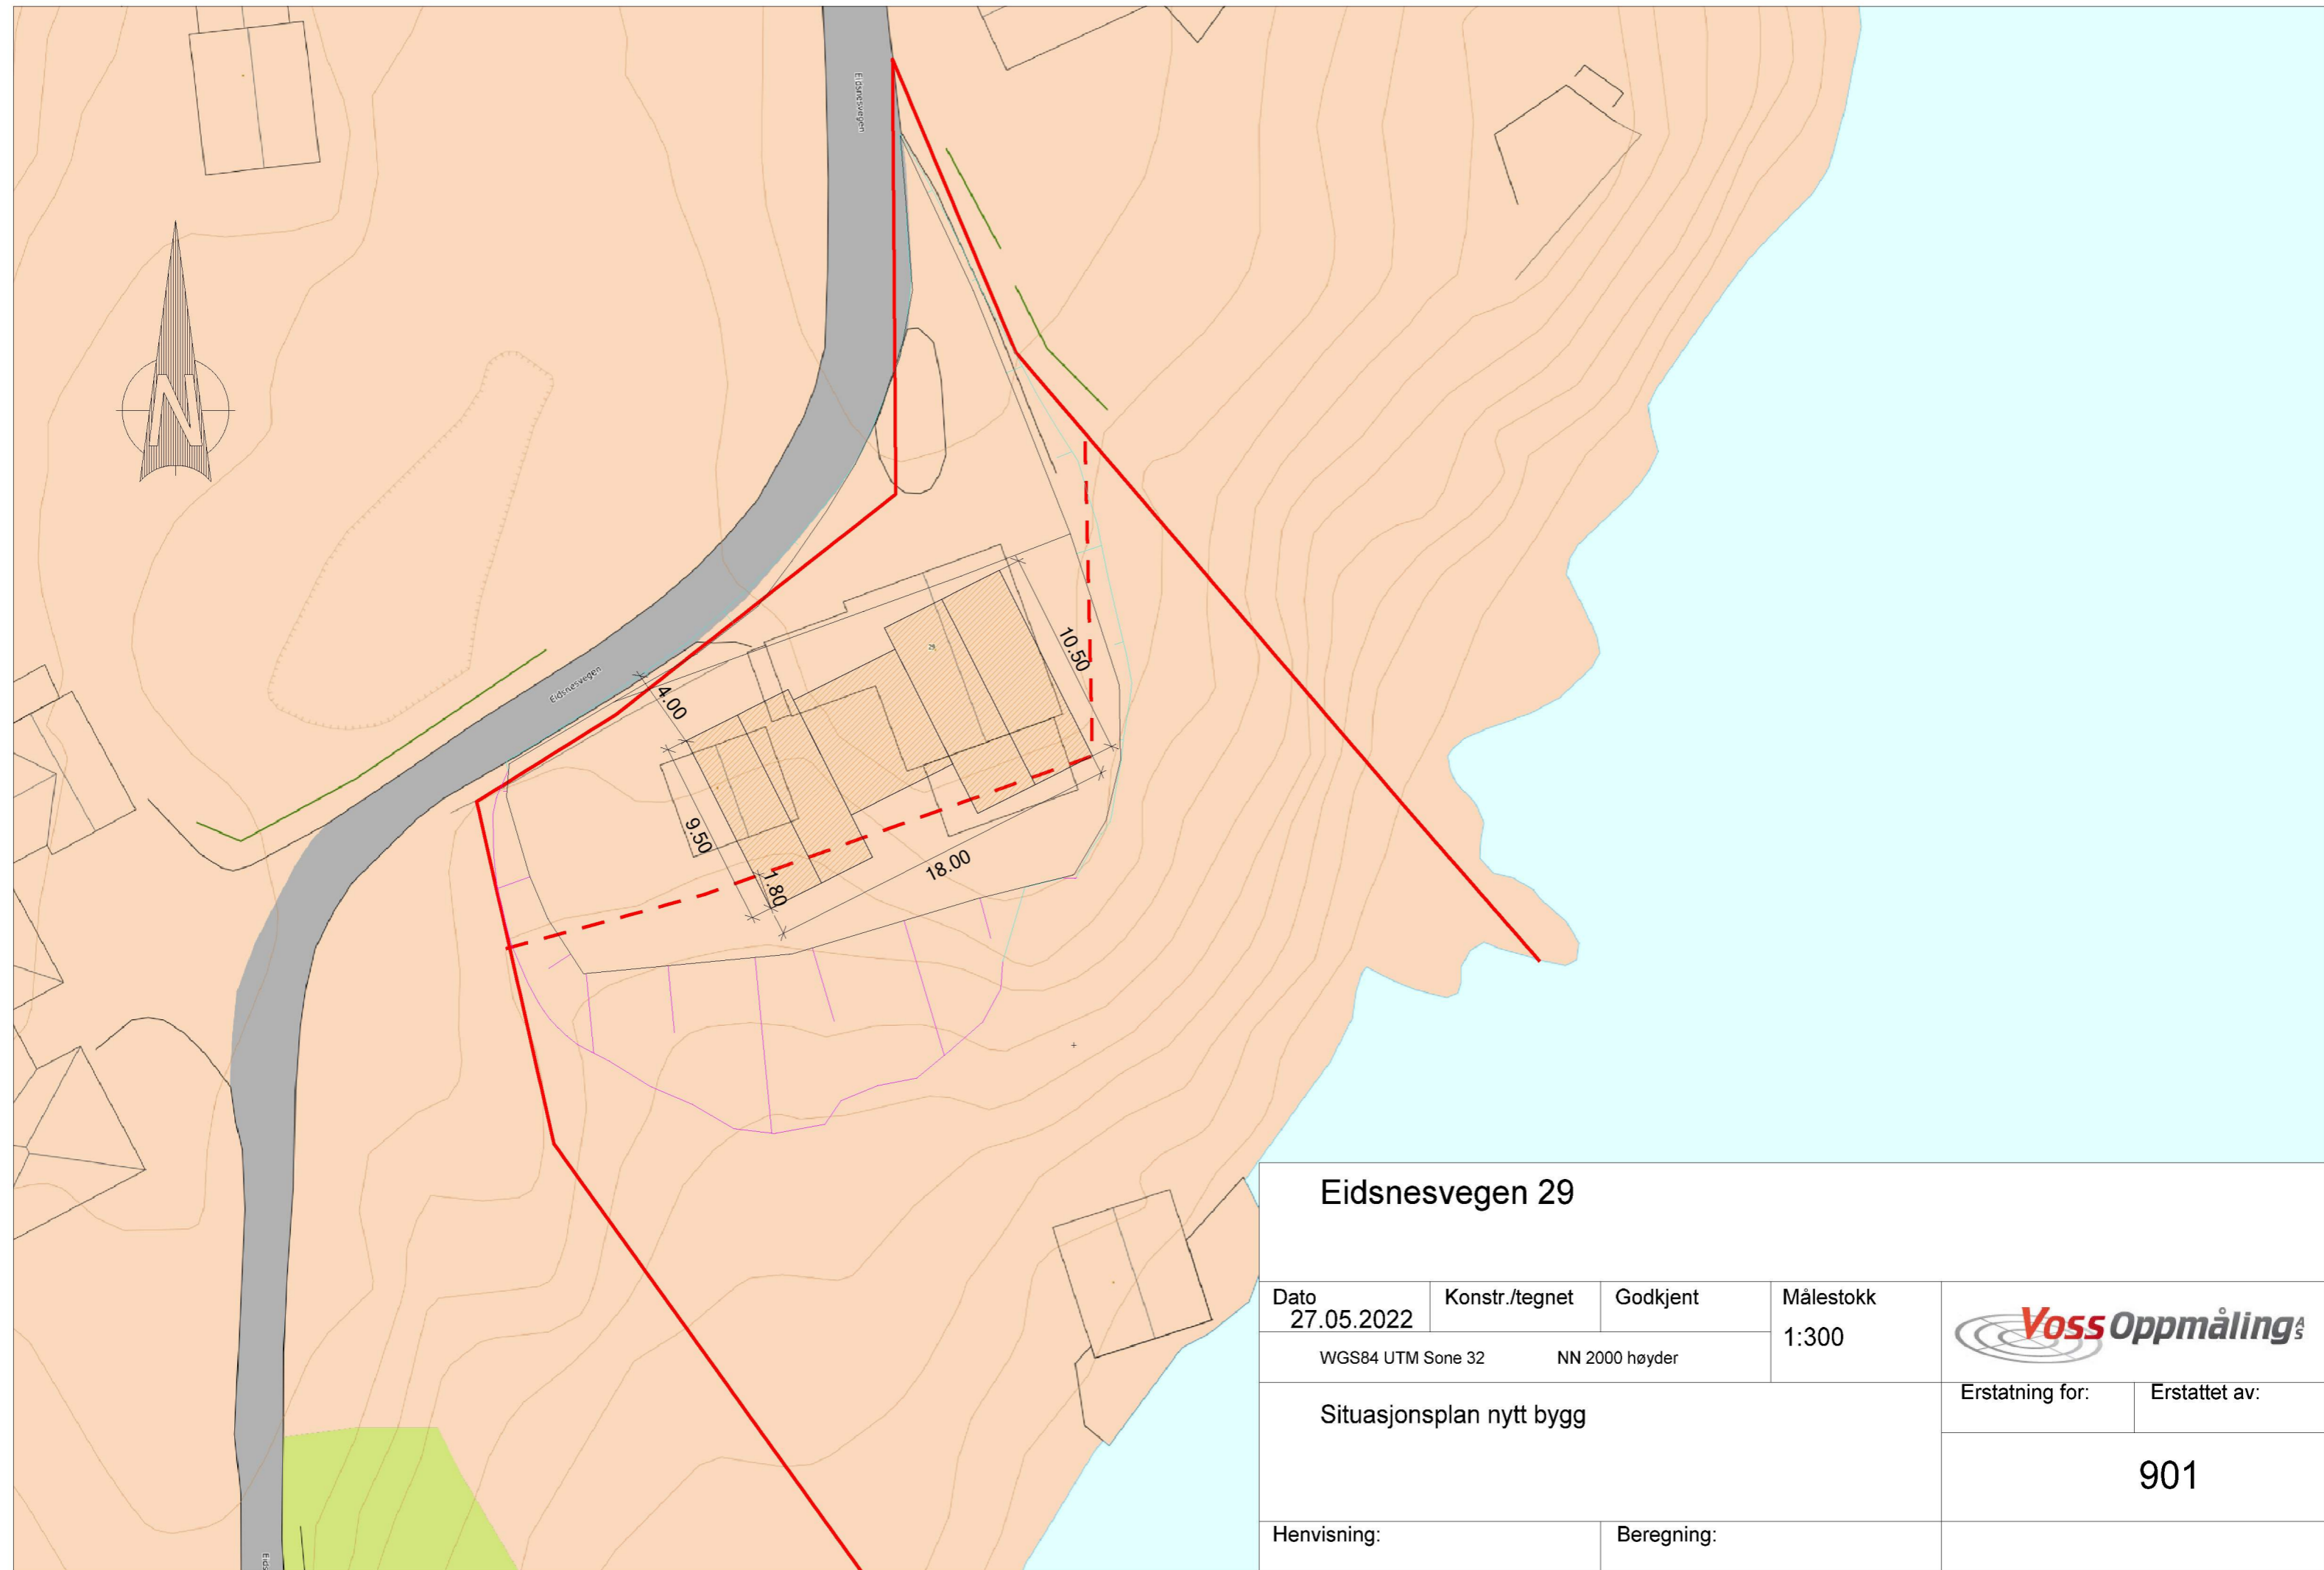 Eidsnesvegen
N
29
Eidsnesvegen
10.50
4.00
9.50
1.80
18.00
Eidsnesvegen 29
Dato
27.05.2022
Konstr./tegnet
Godkjent
Målestokk
1:300
WGS84 UTM Sone 32
NN 2000 høyder
Voss Oppmåling AS
Situasjonsplan nytt bygg
Erstatning for:
Erstattet av:
901
Henvisning:
Beregning: